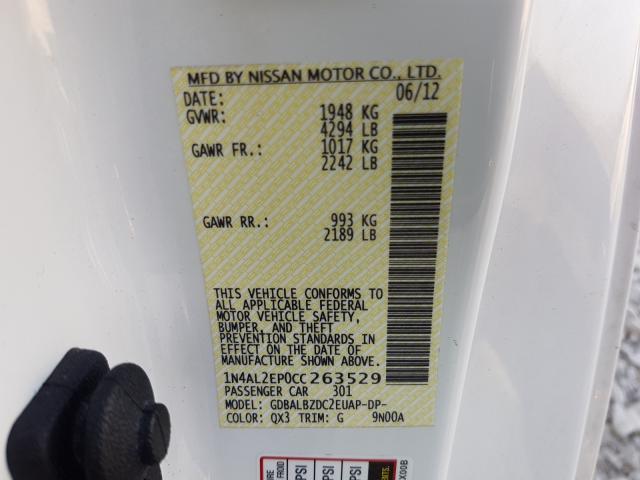 MFD BY NISSAN MOTOR CO., LTD.
DATE: 06/12
GVWR: 1948 KG
4294 LB
GAWR FR.: 1017 KG
2242 LB
GAWR RR.: 993 KG
2189 LB
THIS VEHICLE CONFORMS TO
ALL APPLICABLE FEDERAL
MOTOR VEHICLE SAFETY,
BUMPER, AND THEFT
PREVENTION STANDARDS IN
EFFECT ON THE DATE OF
MANUFACTURE SHOWN ABOVE.
1N4AL2EP0CC263529
PASSENGER CAR 301
MODEL: GDBALBZDC2EUAP-DP-
COLOR: QX3 TRIM: G 9N00A